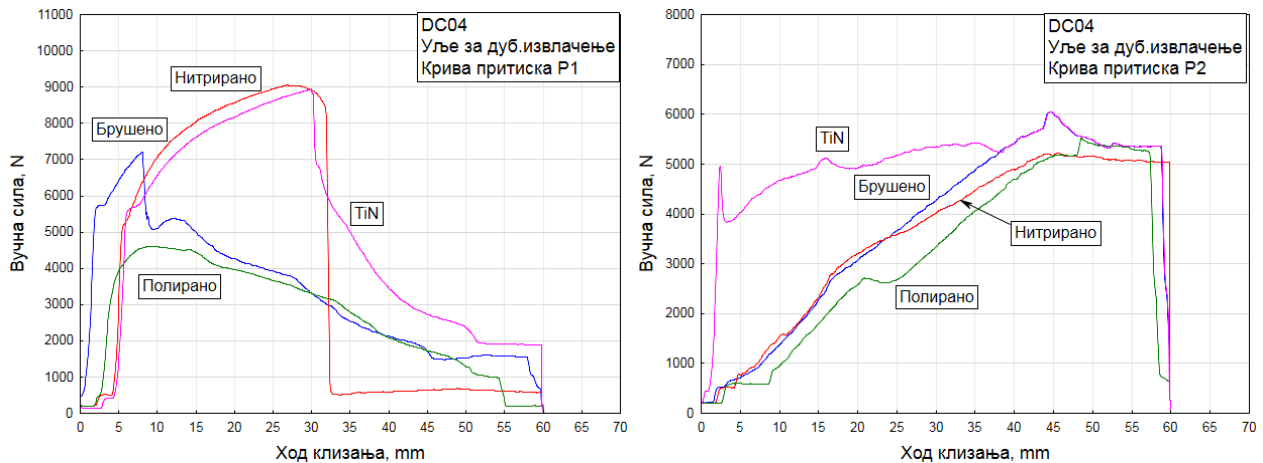 11000
10000
9000
8000
7000
6000
5000
4000
3000
2000
1000
0
0 5 10 15 20 25 30 35 40 45 50 55 60 70
Вучна сила, N
Ход клизања, mm
DC04
Уље за дуб.извлачење
Крива притиска P1
Нитрирано
Брушено
TiN
Полирано
8000
7000
6000
5000
4000
3000
2000
1000
0
0 5 10 15 20 25 30 35 40 45 50 55 60 70
Вучна сила, N
Ход клизања, mm
DC04
Уље за дуб.извлачење
Крива притиска P2
TiN
Брушено
Нитрирано
Полирано